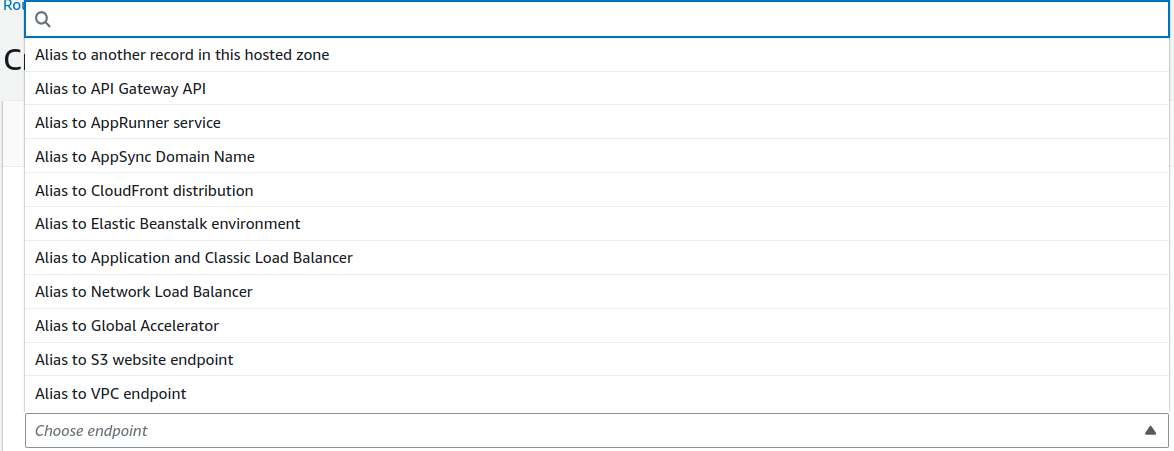 Rou
Alias to another record in this hosted zone
Alias to API Gateway API
Alias to AppRunner service
Alias to AppSync Domain Name
Alias to CloudFront distribution
Alias to Elastic Beanstalk environment
Alias to Application and Classic Load Balancer
Alias to Network Load Balancer
Alias to Global Accelerator
Alias to S3 website endpoint
Alias to VPC endpoint
Choose endpoint